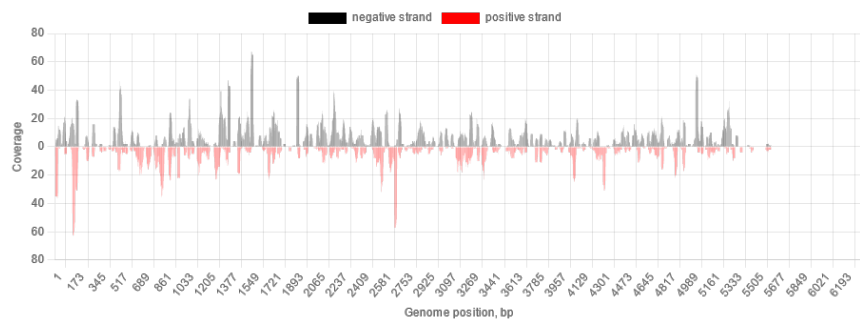 negative strand positive strand
80
60
40
20
0
20
40
60
80
Coverage
1 173 345 517 689 861 1033 1205 1377 1549 1721 1893 2065 2237 2409 2581 2753 2925 3097 3269 3441 3613 3785 3957 4129 4301 4473 4645 4817 4989 5161 5333 5505 5677 5849 6021 6193
Genome position, bp